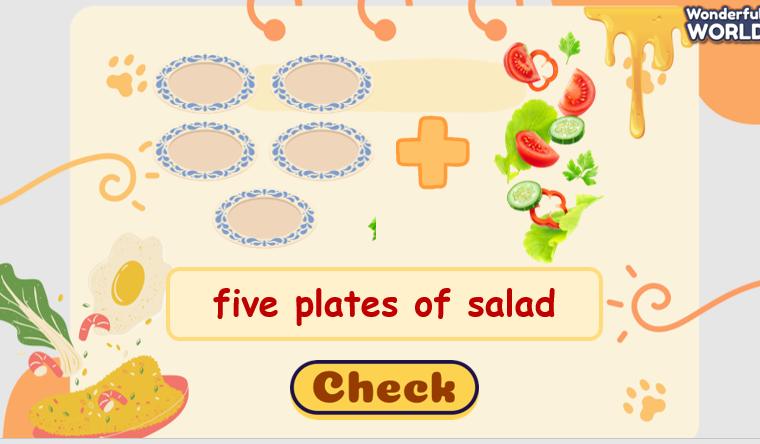 Wonderful
WORLD
five plates of salad
Check